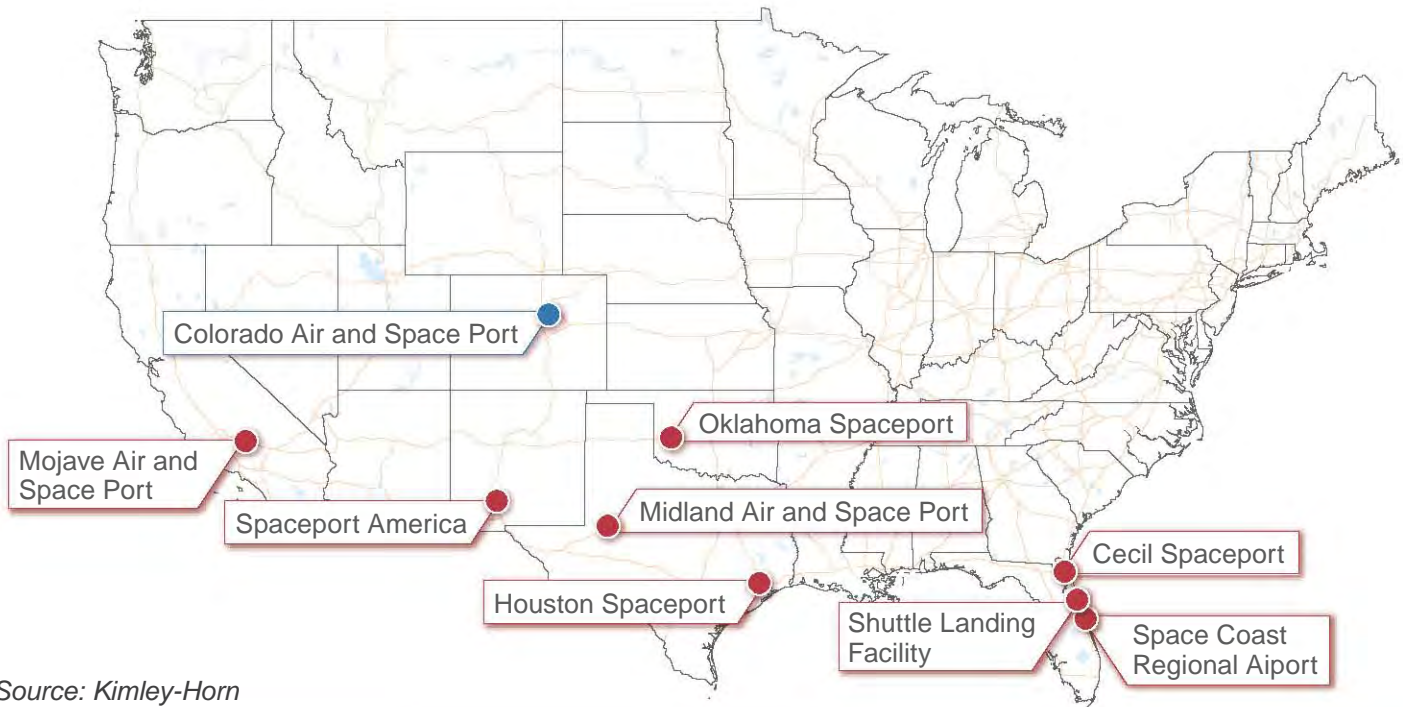 Colorado Air and Space Port
Oklahoma Spaceport
Mojave Air and
Space Port
Spaceport America
Midland Air and Space Port
Cecil Spaceport
Houston Spaceport
Shuttle Landing
Facility
Space Coast
Regional Aiport
Source: Kimley-Horn